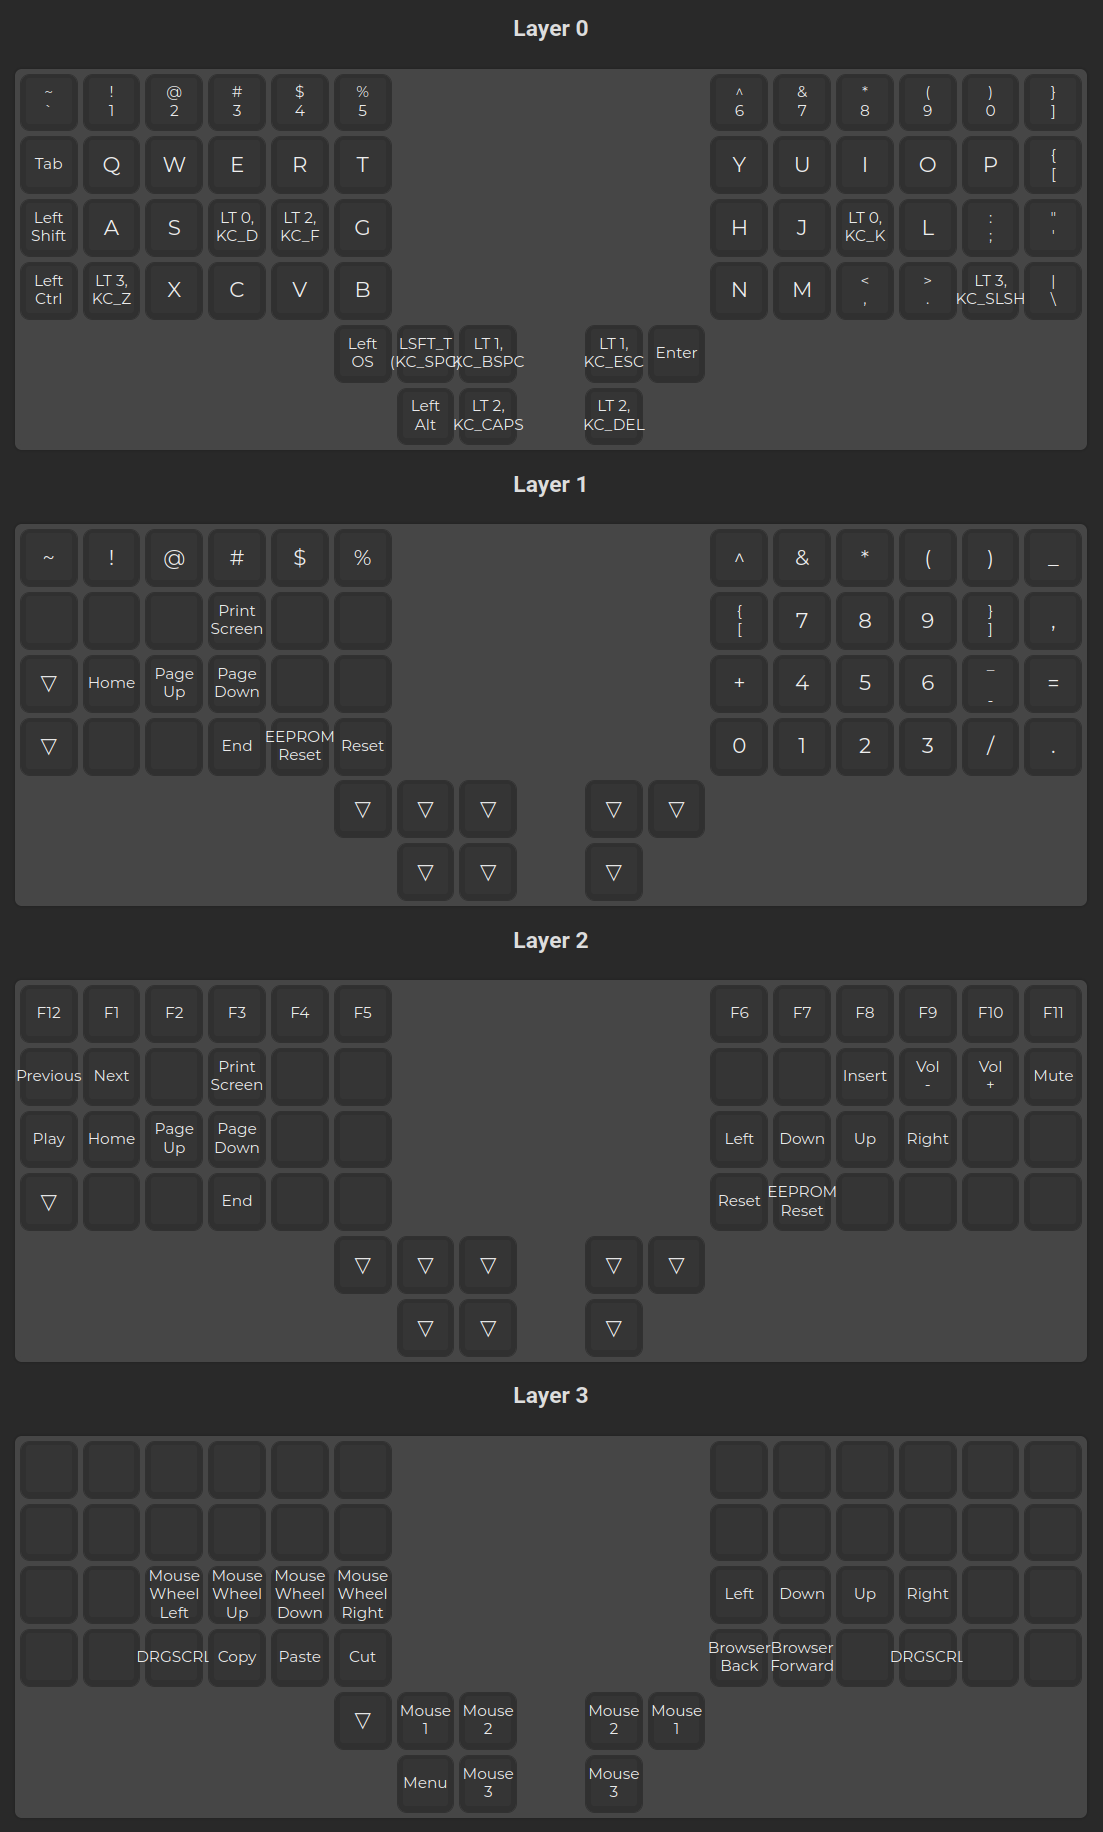 Layer 0
~ ! @ # $ % ^ & * ( ) }
` 1 2 3 4 5 6 7 8 9 0 ]
Tab Q W E R T Y U I O P {
[
Left Shift A S LT 0, KC_D LT 2, KC_F G H J LT 0, KC_K L : ; " '
Left Ctrl LT 3, KC_Z X C V B N M < , > . LT 3, KC_SLSH | \
Left OS LSFT_T (KC_SPC) LT 1, KC_BSPC LT 1, KC_ESC Enter
Left Alt LT 2, KC_CAPS LT 2, KC_DEL
Layer 1
~ ! @ # $ % ^ & * ( ) _
Print Screen { [ 7 8 9 } ] ,
▽ Home Page Up Page Down + 4 5 6 _ - =
▽ End EEPROM Reset Reset 0 1 2 3 / .
▽ ▽ ▽ ▽ ▽
▽ ▽ ▽
Layer 2
F12 F1 F2 F3 F4 F5 F6 F7 F8 F9 F10 F11
Previous Next Print Screen Insert Vol - Vol + Mute
Play Home Page Up Page Down Left Down Up Right
▽ End Reset EEPROM Reset
▽ ▽ ▽ ▽ ▽
▽ ▽ ▽
Layer 3
Mouse Wheel Left Mouse Wheel Up Mouse Wheel Down Mouse Wheel Right Left Down Up Right
DRGSCRL Copy Paste Cut Browser Back Browser Forward DRGSCRL
▽ Mouse 1 Mouse 2 Mouse 2 Mouse 1
Menu Mouse 3 Mouse 3